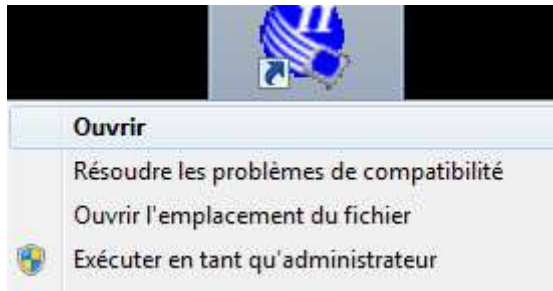 Ouvrir
Résoudre les problèmes de compatibilité
Ouvrir l'emplacement du fichier
Exécuter en tant qu'administrateur